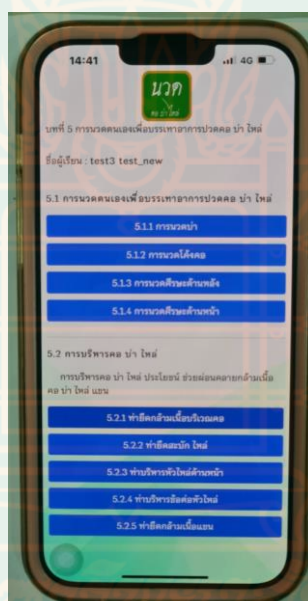 14:41
4G
นวด
คอ บ่า ไหล่
บทที่ 5 การนวดตนเองเพื่อบรรเทาอาการปวดคอ บ่า ไหล่
ชื่อผู้เรียน : test3 test_new
5.1 การนวดตนเองเพื่อบรรเทาอาการปวดคอ บ่า ไหล่
5.1.1 การนวดบ่า
5.1.2 การนวดโค้งคอ
5.1.3 การนวดศีรษะด้านหลัง
5.1.4 การนวดศีรษะด้านหน้า
5.2 การบริหารคอ บ่า ไหล่
การบริหารคอ บ่า ไหล่ ประโยชน์ ช่วยผ่อนคลายกล้ามเนื้อ
คอ บ่า ไหล่ แขน
5.2.1 ท่ายืดกล้ามเนื้อบริเวณคอ
5.2.2 ท่ายืดสะบัก ไหล่
5.2.3 ท่าบริหารหัวไหล่ด้านหน้า
5.2.4 ท่าบริหารข้อต่อหัวไหล่
5.2.5 ท่ายืดกล้ามเนื้อแขน